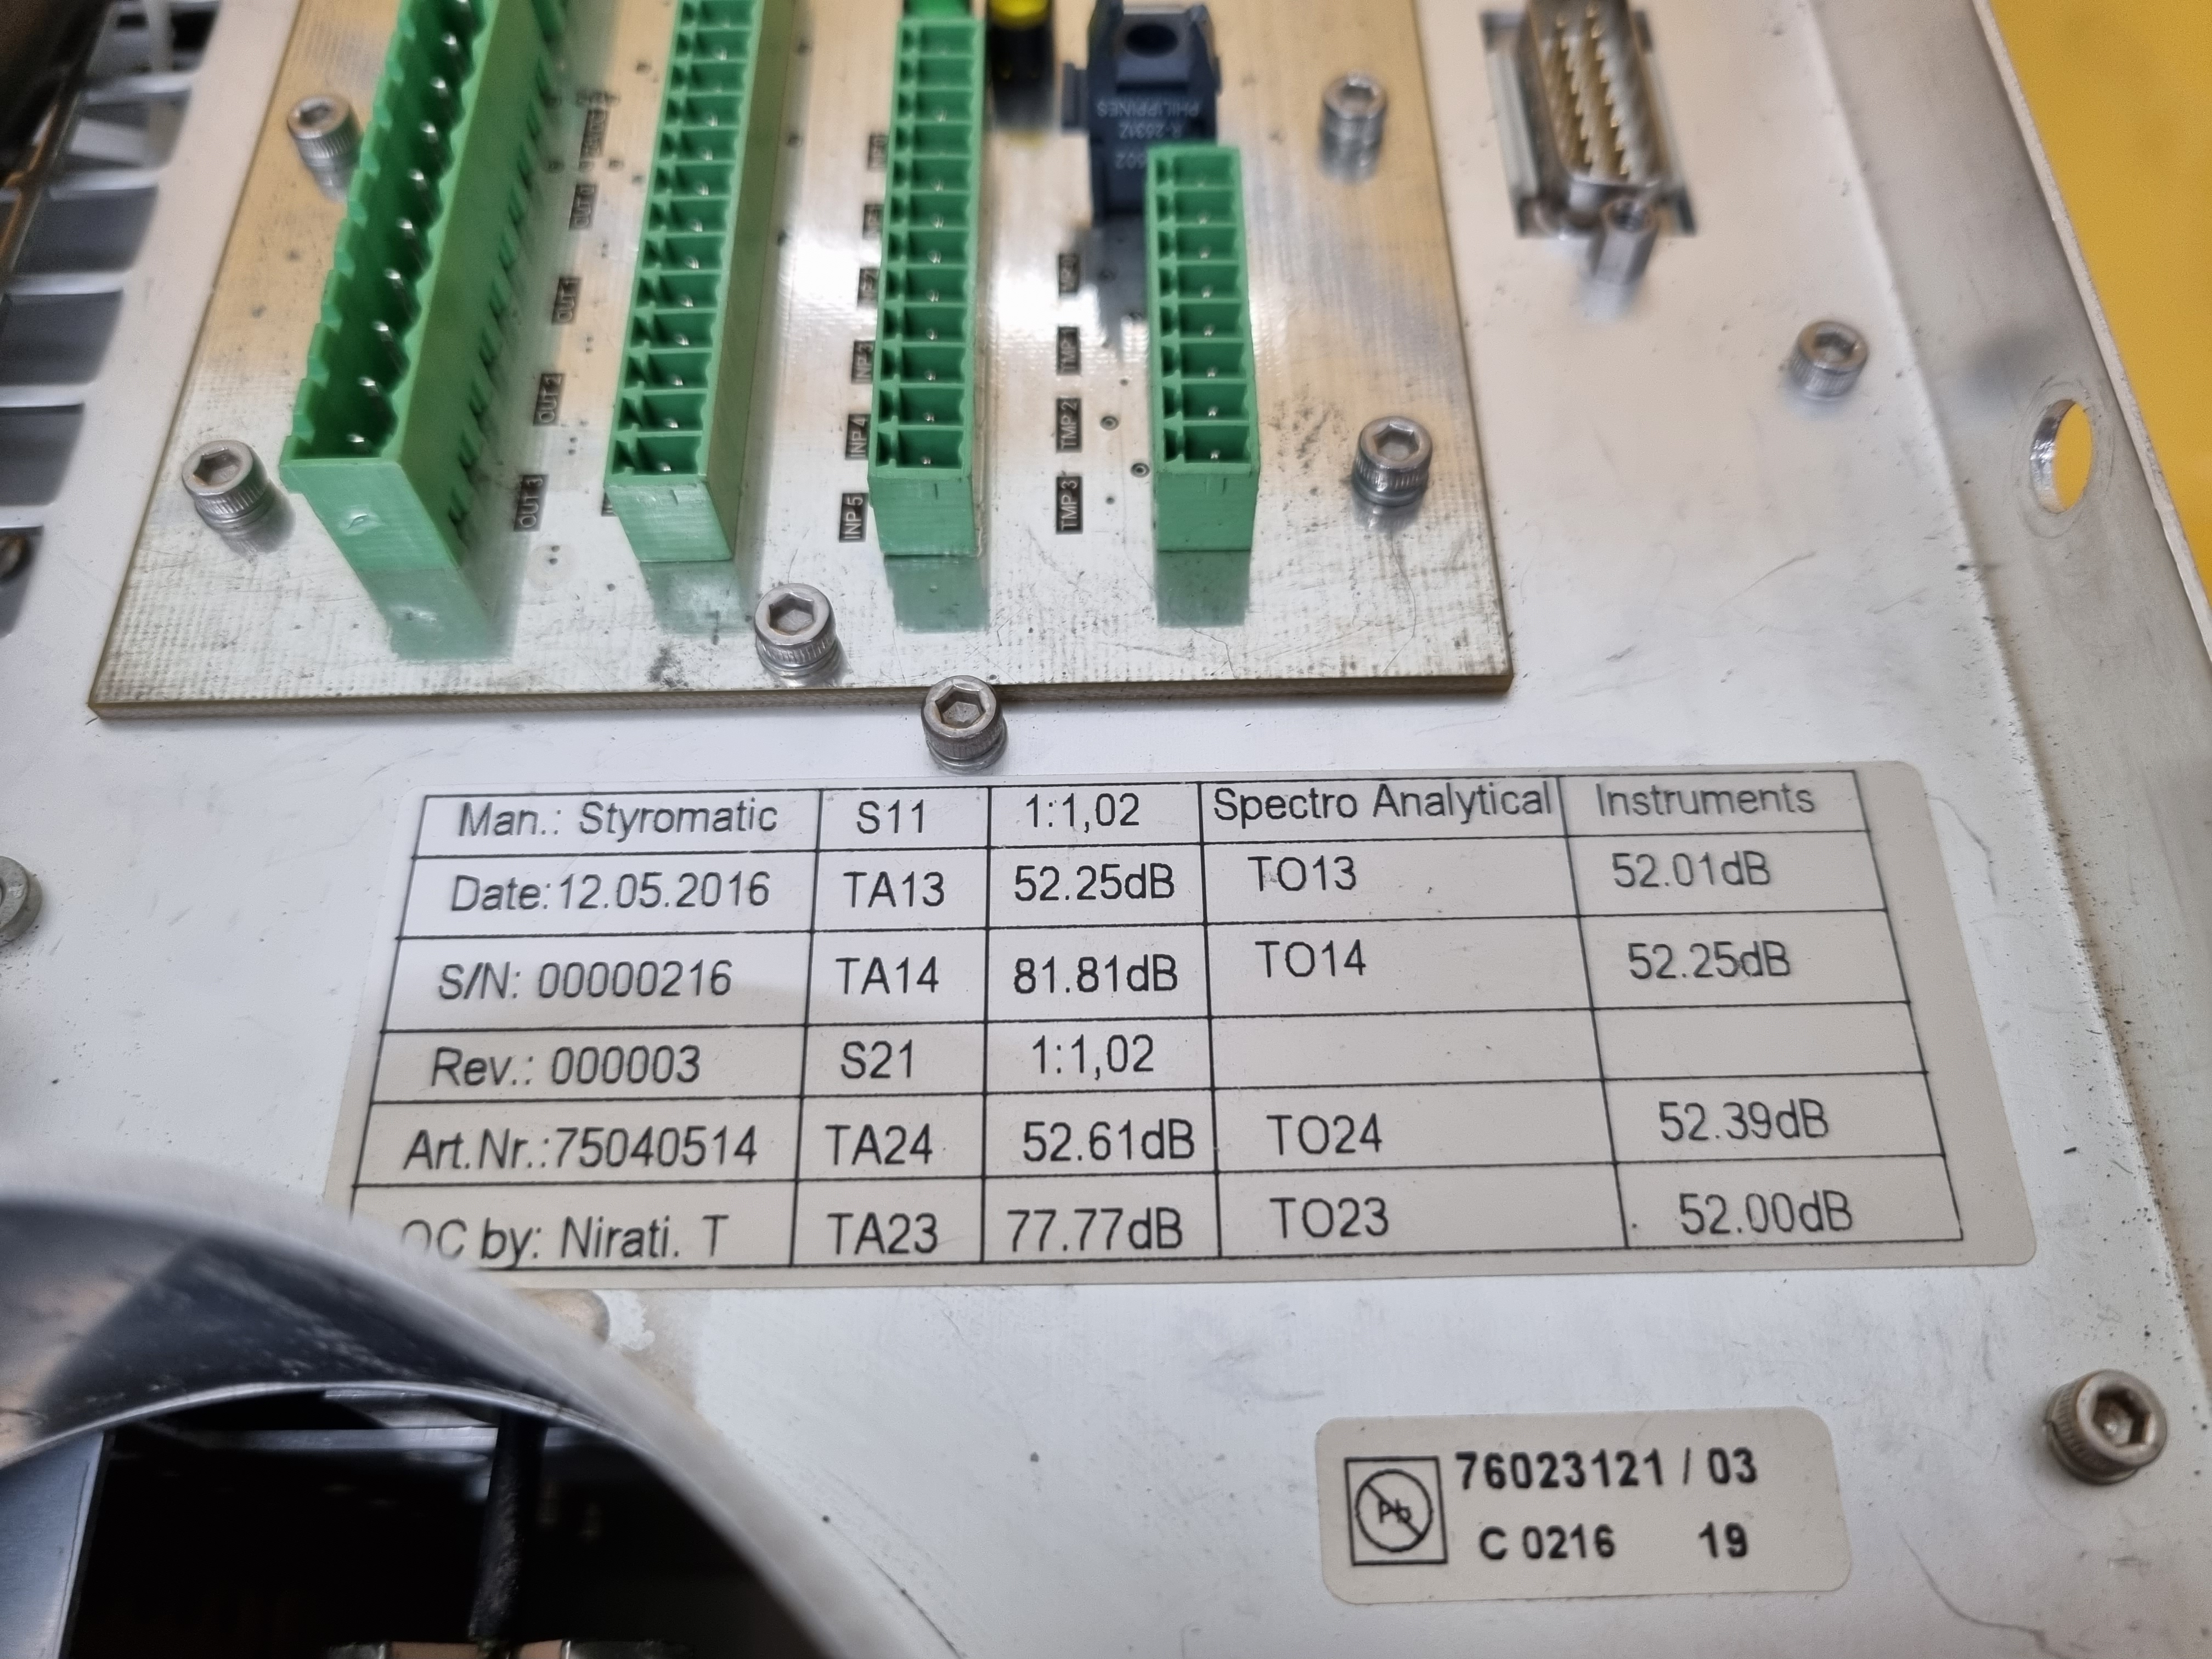 PHILIPPINES
R-2531Z
OUT 1
OUT 2
OUT 3
INP 3
INP 4
INP 5
TMP 1
TMP 2
TMP 3
Man.: Styromatic S11 1:1,02 Spectro Analytical Instruments
Date:12.05.2016 TA13 52.25dB TO13 52.01dB
S/N: 00000216 TA14 81.81dB TO14 52.25dB
Rev.: 000003 S21 1:1,02
Art.Nr.:75040514 TA24 52.61dB TO24 52.39dB
QC by: Nirati. T TA23 77.77dB TO23 52.00dB
Pb 76023121 / 03
C 0216 19